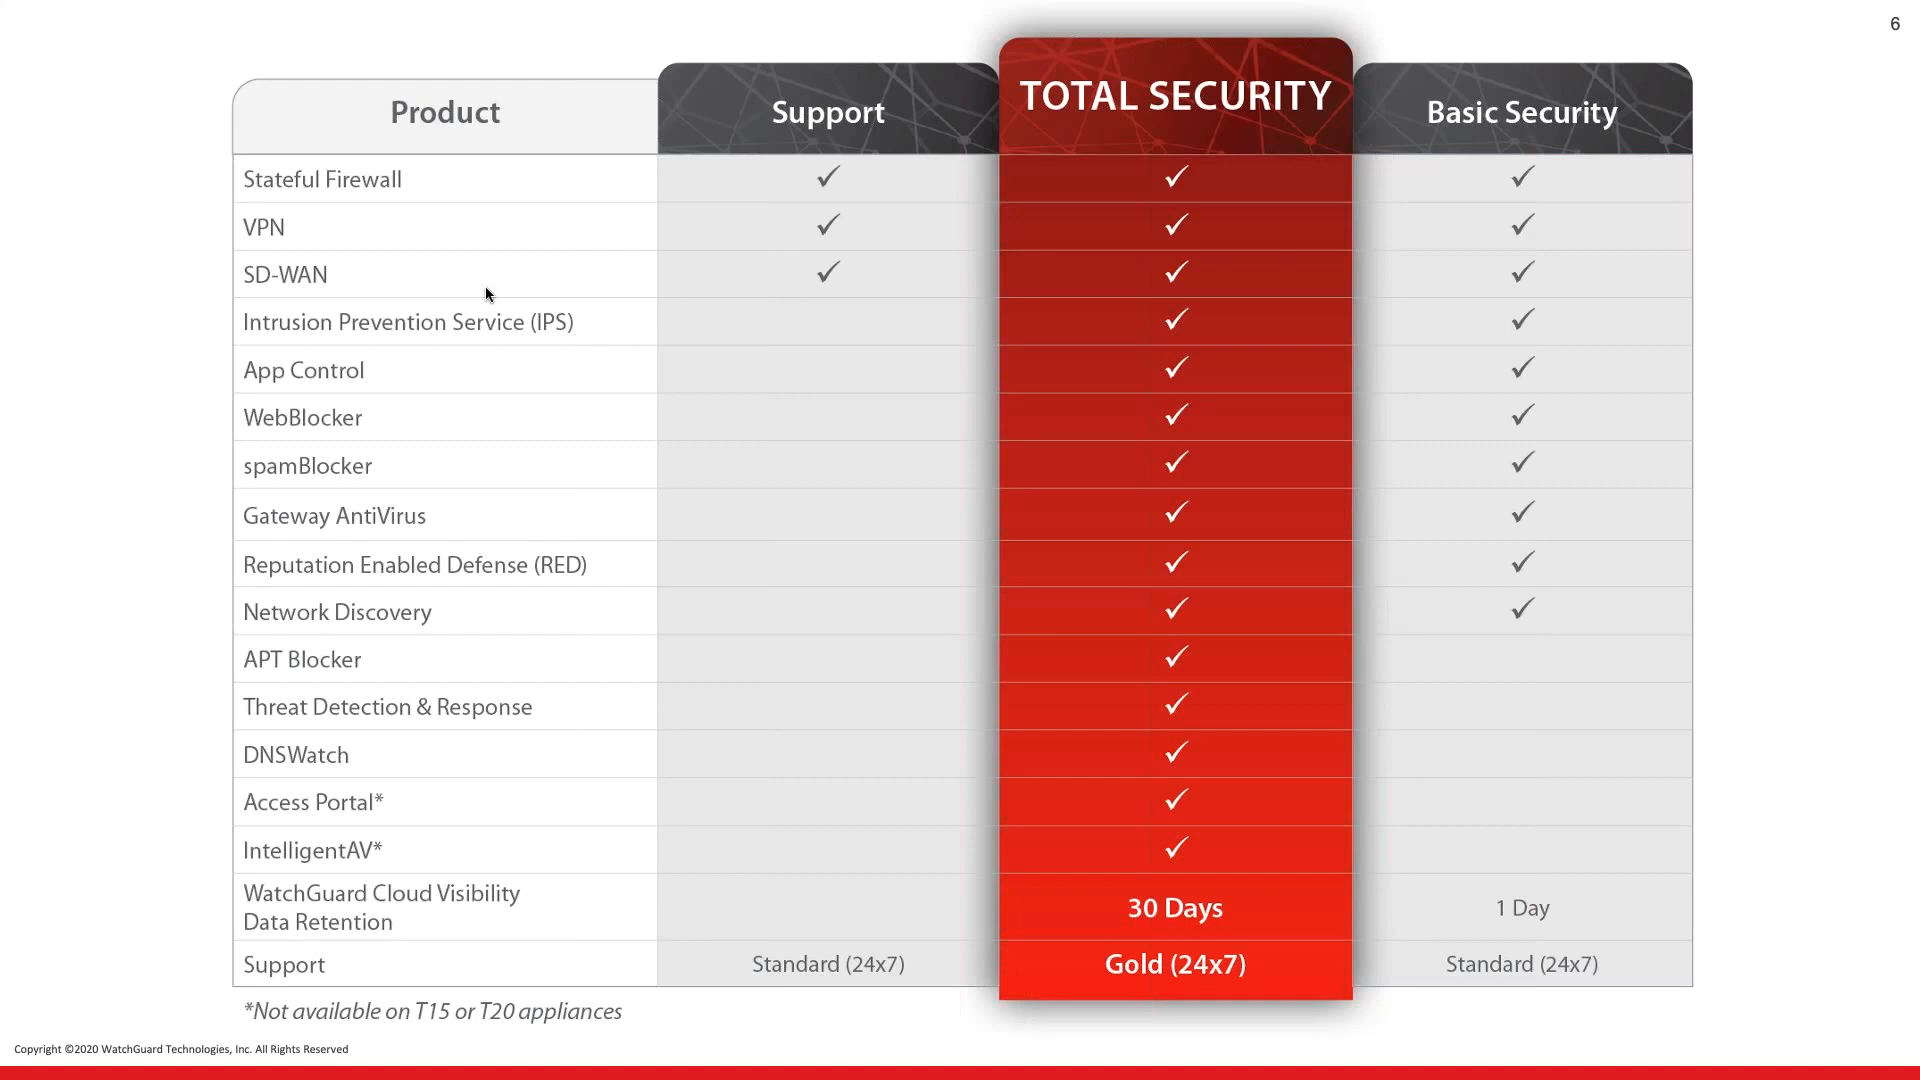 6
Product Support TOTAL SECURITY Basic Security
Stateful Firewall ✓ ✓ ✓
VPN ✓ ✓ ✓
SD-WAN ✓ ✓ ✓
Intrusion Prevention Service (IPS) ✓ ✓
App Control ✓ ✓
WebBlocker ✓ ✓
spamBlocker ✓ ✓
Gateway AntiVirus ✓ ✓
Reputation Enabled Defense (RED) ✓ ✓
Network Discovery ✓ ✓
APT Blocker ✓
Threat Detection & Response ✓
DNSWatch ✓
Access Portal* ✓
IntelligentAV* ✓
WatchGuard Cloud Visibility
Data Retention 30 Days 1 Day
Support Standard (24x7) Gold (24x7) Standard (24x7)
*Not available on T15 or T20 appliances
Copyright ©2020 WatchGuard Technologies, Inc. All Rights Reserved